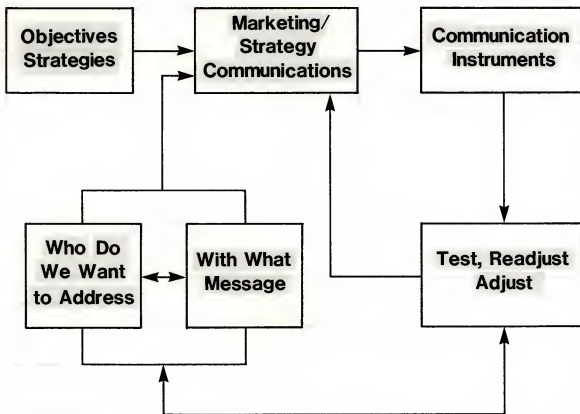 Objectives
Strategies
Marketing/
Strategy
Communications
Communication
Instruments
Who Do
We Want
to Address
With What
Message
Test, Readjust
Adjust